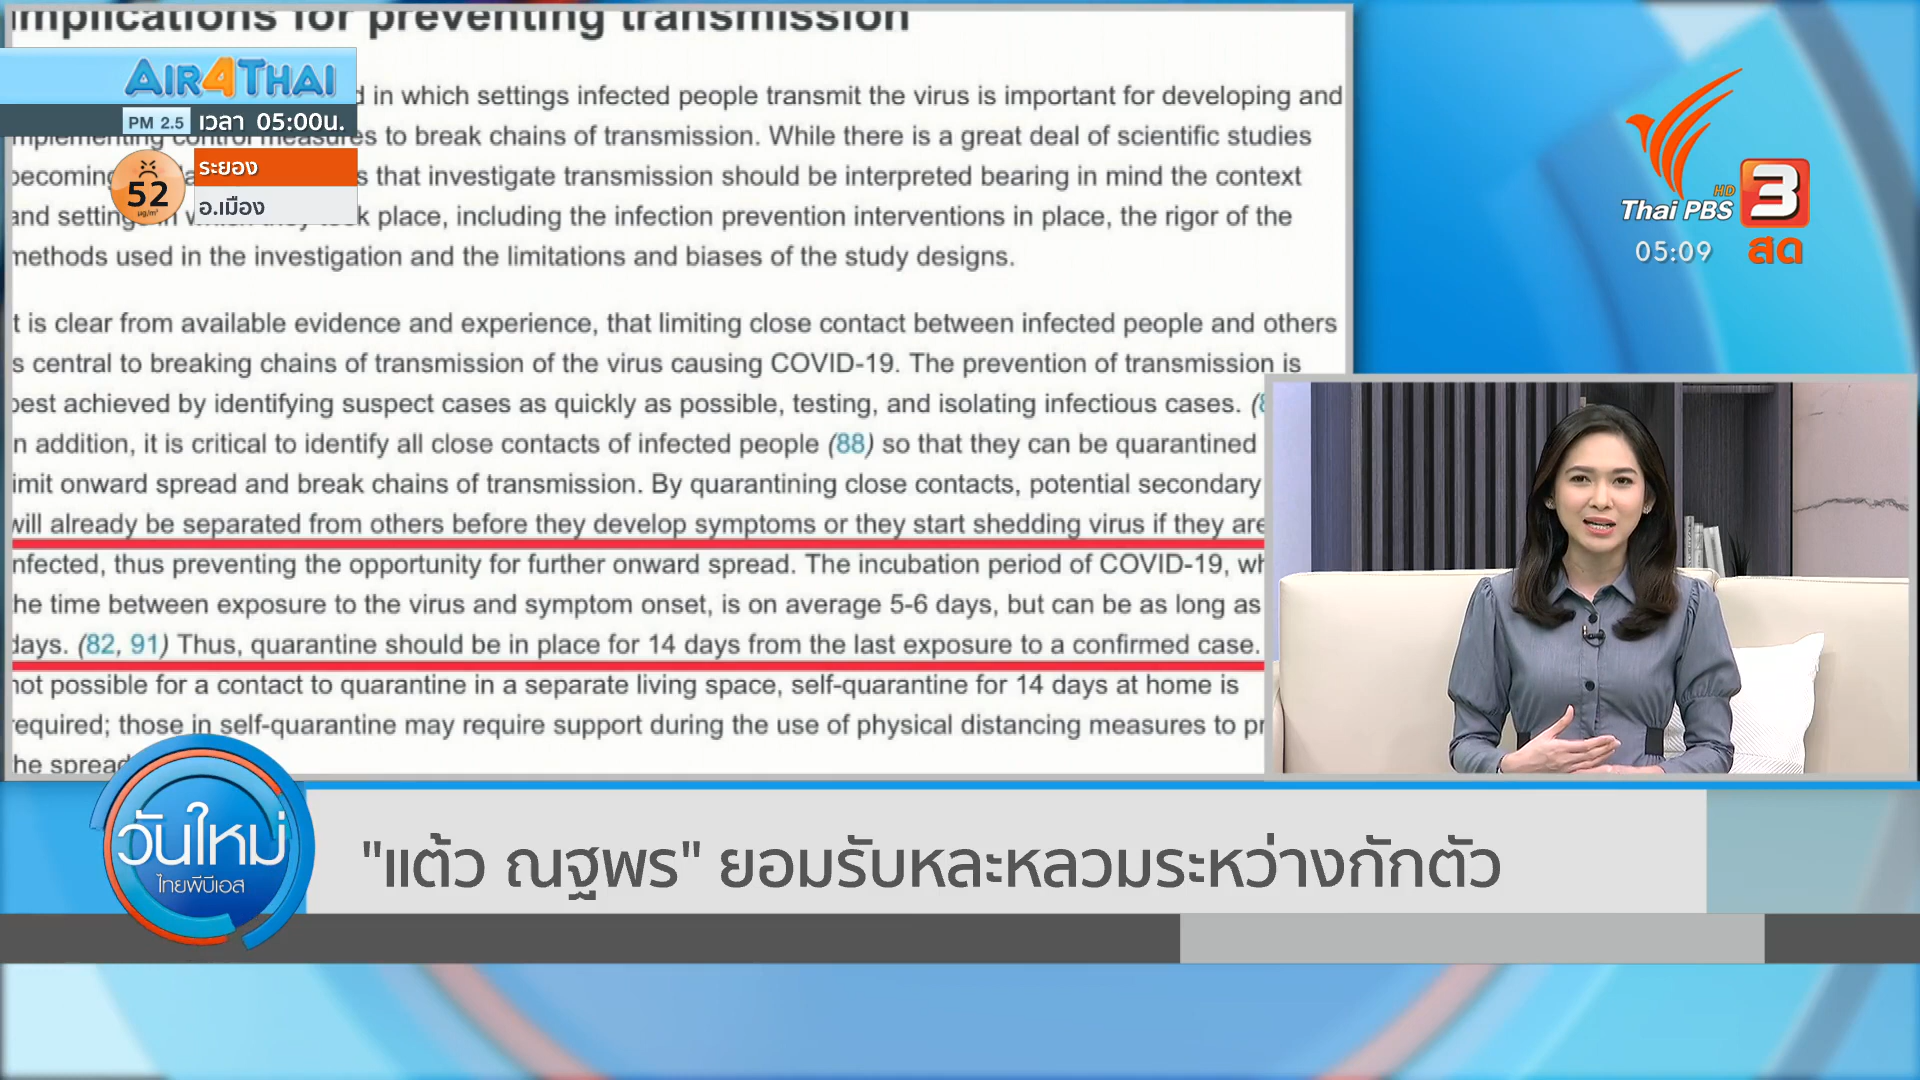 Implications for preventing transmission
AIR4THAI
PM 2.5 เวลา 05:00น.
52
µg/m³
ระยอง
อ.เมือง
in which settings infected people transmit the virus is important for developing and
mplementing control measures to break chains of transmission. While there is a great deal of scientific studies
becoming s that investigate transmission should be interpreted bearing in mind the context
and setting in which they took place, including the infection prevention interventions in place, the rigor of the
methods used in the investigation and the limitations and biases of the study designs.
t is clear from available evidence and experience, that limiting close contact between infected people and others
s central to breaking chains of transmission of the virus causing COVID-19. The prevention of transmission is
best achieved by identifying suspect cases as quickly as possible, testing, and isolating infectious cases. (
n addition, it is critical to identify all close contacts of infected people (88) so that they can be quarantined
imit onward spread and break chains of transmission. By quarantining close contacts, potential secondary
will already be separated from others before they develop symptoms or they start shedding virus if they are
nfected, thus preventing the opportunity for further onward spread. The incubation period of COVID-19, wh
he time between exposure to the virus and symptom onset, is on average 5-6 days, but can be as long as
days. (82, 91) Thus, quarantine should be in place for 14 days from the last exposure to a confirmed case.
not possible for a contact to quarantine in a separate living space, self-quarantine for 14 days at home is
required; those in self-quarantine may require support during the use of physical distancing measures to pr
he spread
Thai PBS HD 3
05:09 สด
วันใหม่
ไทยพีบีเอส
"แต้ว ณฐพร" ยอมรับหละหลวมระหว่างกักตัว